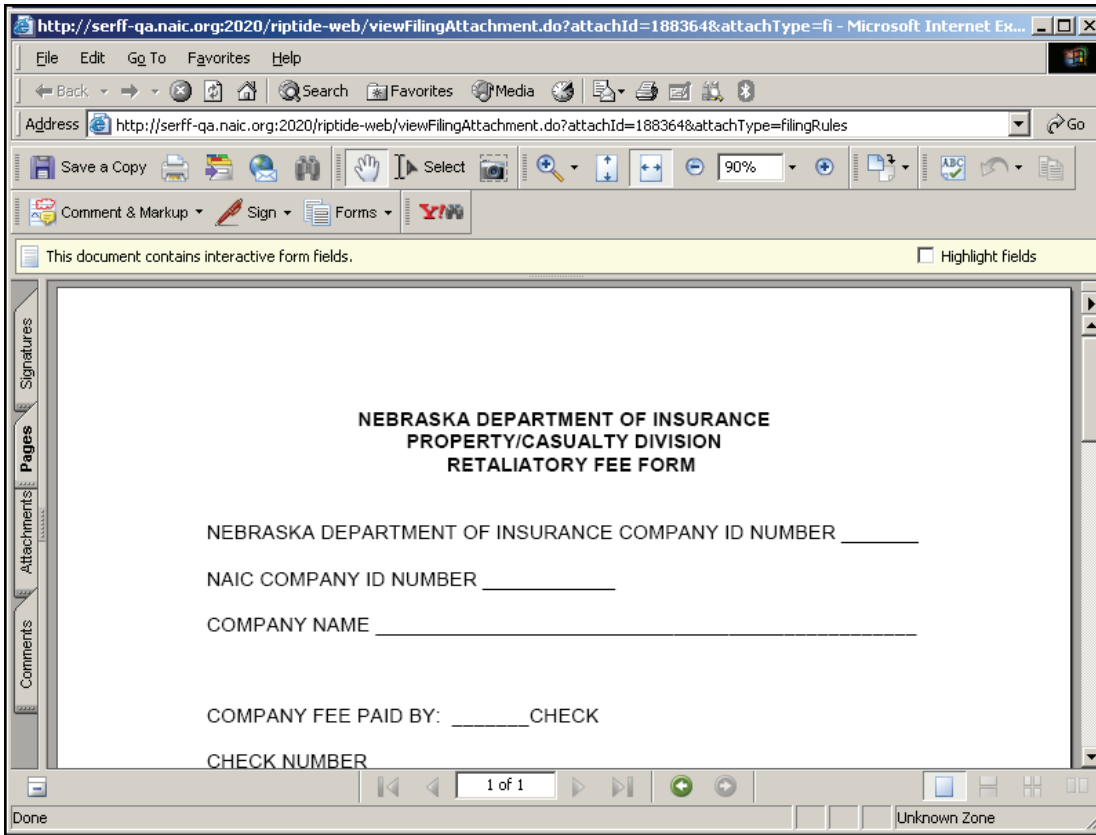 http://serff-qa.naic.org:2020/riptide-web/viewFilingAttachment.do?attachId=188364&attachType=fi - Microsoft Internet Ex...
File Edit Go To Favorites Help
Back Search Favorites Media
Address http://serff-qa.naic.org:2020/riptide-web/viewFilingAttachment.do?attachId=188364&attachType=filingRules Go
Save a Copy Select 90% ABC
Comment & Markup Sign Forms Y!
This document contains interactive form fields. Highlight fields
Signatures
Pages
Attachments
Comments
NEBRASKA DEPARTMENT OF INSURANCE
PROPERTY/CASUALTY DIVISION
RETALIATORY FEE FORM
NEBRASKA DEPARTMENT OF INSURANCE COMPANY ID NUMBER _______
NAIC COMPANY ID NUMBER ____________
COMPANY NAME _________________________________________________
COMPANY FEE PAID BY: _______CHECK
CHECK NUMBER
1 of 1
Done Unknown Zone